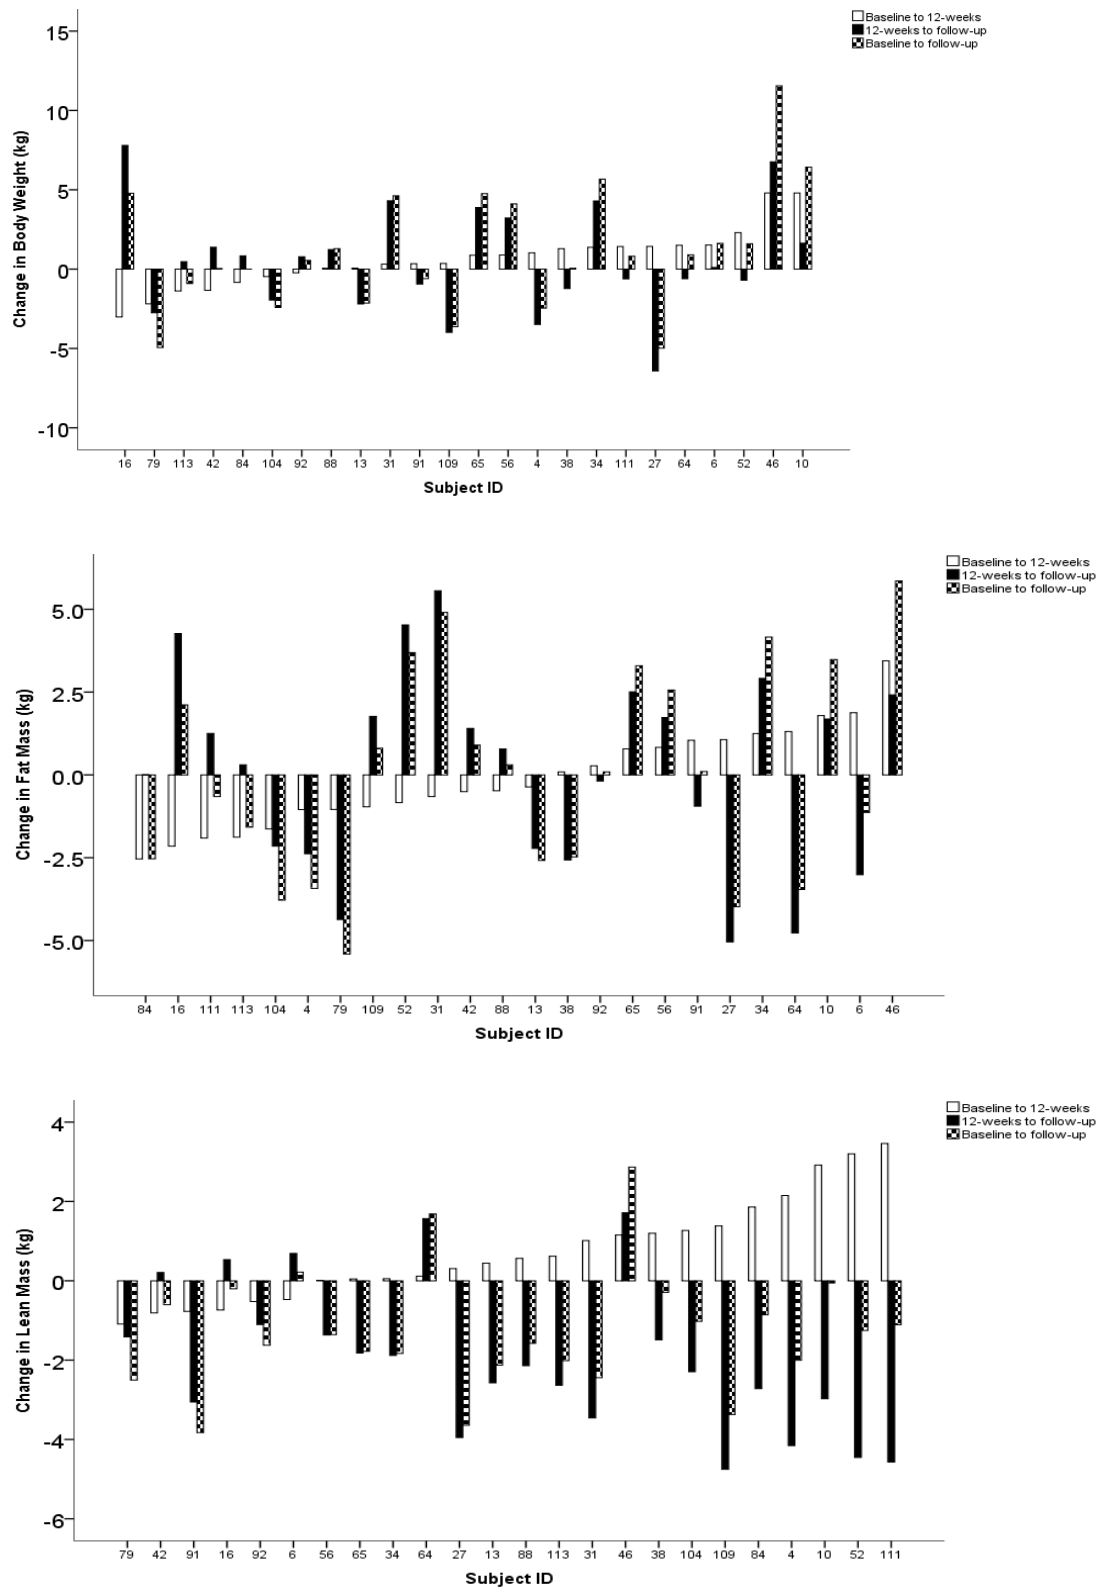 Baseline to 12-weeks
12-weeks to follow-up
Baseline to follow-up
Change in Body Weight (kg)
15
10
5
0
-5
-10
16 79 113 42 84 104 92 88 13 31 91 109 65 56 4 38 34 111 27 64 6 52 46 10
Subject ID
Baseline to 12-weeks
12-weeks to follow-up
Baseline to follow-up
Change in Fat Mass (kg)
5.0
2.5
0.0
-2.5
-5.0
84 16 111 113 104 4 79 109 52 31 42 88 13 38 92 65 56 91 27 34 64 10 6 46
Subject ID
Baseline to 12-weeks
12-weeks to follow-up
Baseline to follow-up
Change in Lean Mass (kg)
4
2
0
-2
-4
-6
79 42 91 16 92 6 56 65 34 64 27 13 88 113 31 46 38 104 109 84 4 10 52 111
Subject ID